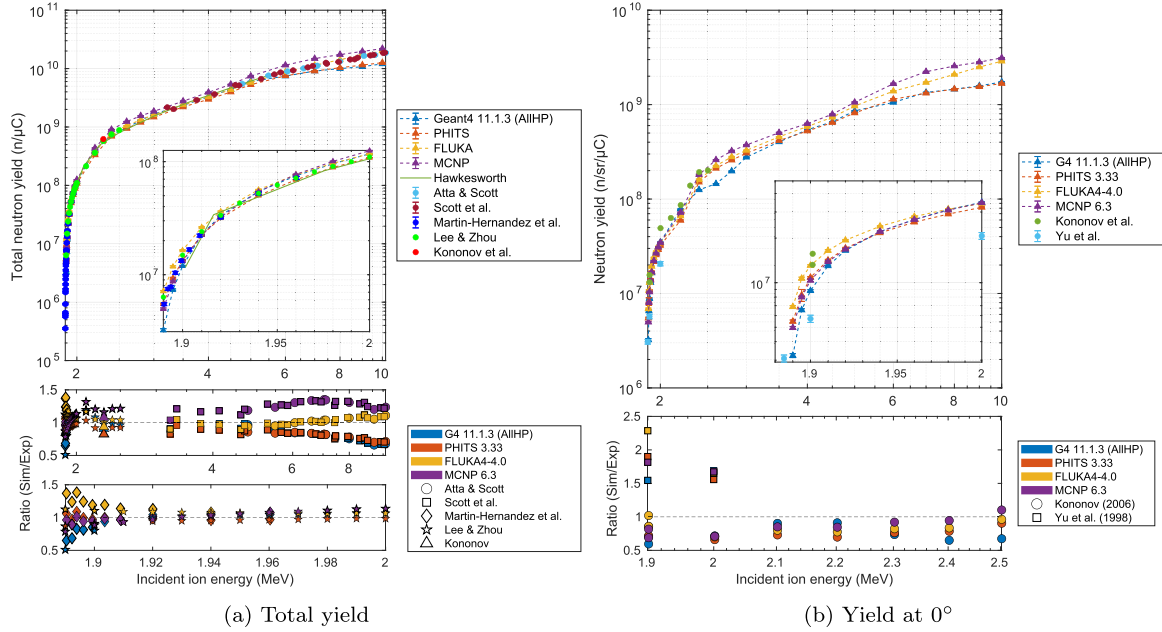 10^11
10^10
10^9
10^8
10^7
10^6
10^5
Total neutron yield (n/μC)
2
4
6
8
10
10^8
10^7
1.9
1.95
2
Geant4 11.1.3 (AllHP)
PHITS
FLUKA
MCNP
Hawkesworth
Atta & Scott
Scott et al.
Martin-Hernandez et al.
Lee & Zhou
Kononov et al.
1.5
1
0.5
2
4
6
8
10
Ratio (Sim/Exp)
1.5
1
0.5
1.9
1.92
1.94
1.96
1.98
2
Incident ion energy (MeV)
G4 11.1.3 (AllHP)
PHITS 3.33
FLUKA4-4.0
MCNP 6.3
Atta & Scott
Scott et al.
Martin-Hernandez et al.
Lee & Zhou
Kononov
(a) Total yield
10^10
10^9
10^8
10^7
10^6
Neutron yield (n/sr/μC)
2
4
6
8
10
10^7
1.9
1.95
2
G4 11.1.3 (AllHP)
PHITS 3.33
FLUKA4-4.0
MCNP 6.3
Kononov et al.
Yu et al.
2.5
2
1.5
1
0.5
Ratio (Sim/Exp)
1.9
2
2.1
2.2
2.3
2.4
2.5
Incident ion energy (MeV)
G4 11.1.3 (AllHP)
PHITS 3.33
FLUKA4-4.0
MCNP 6.3
Kononov (2006)
Yu et al. (1998)
(b) Yield at 0°